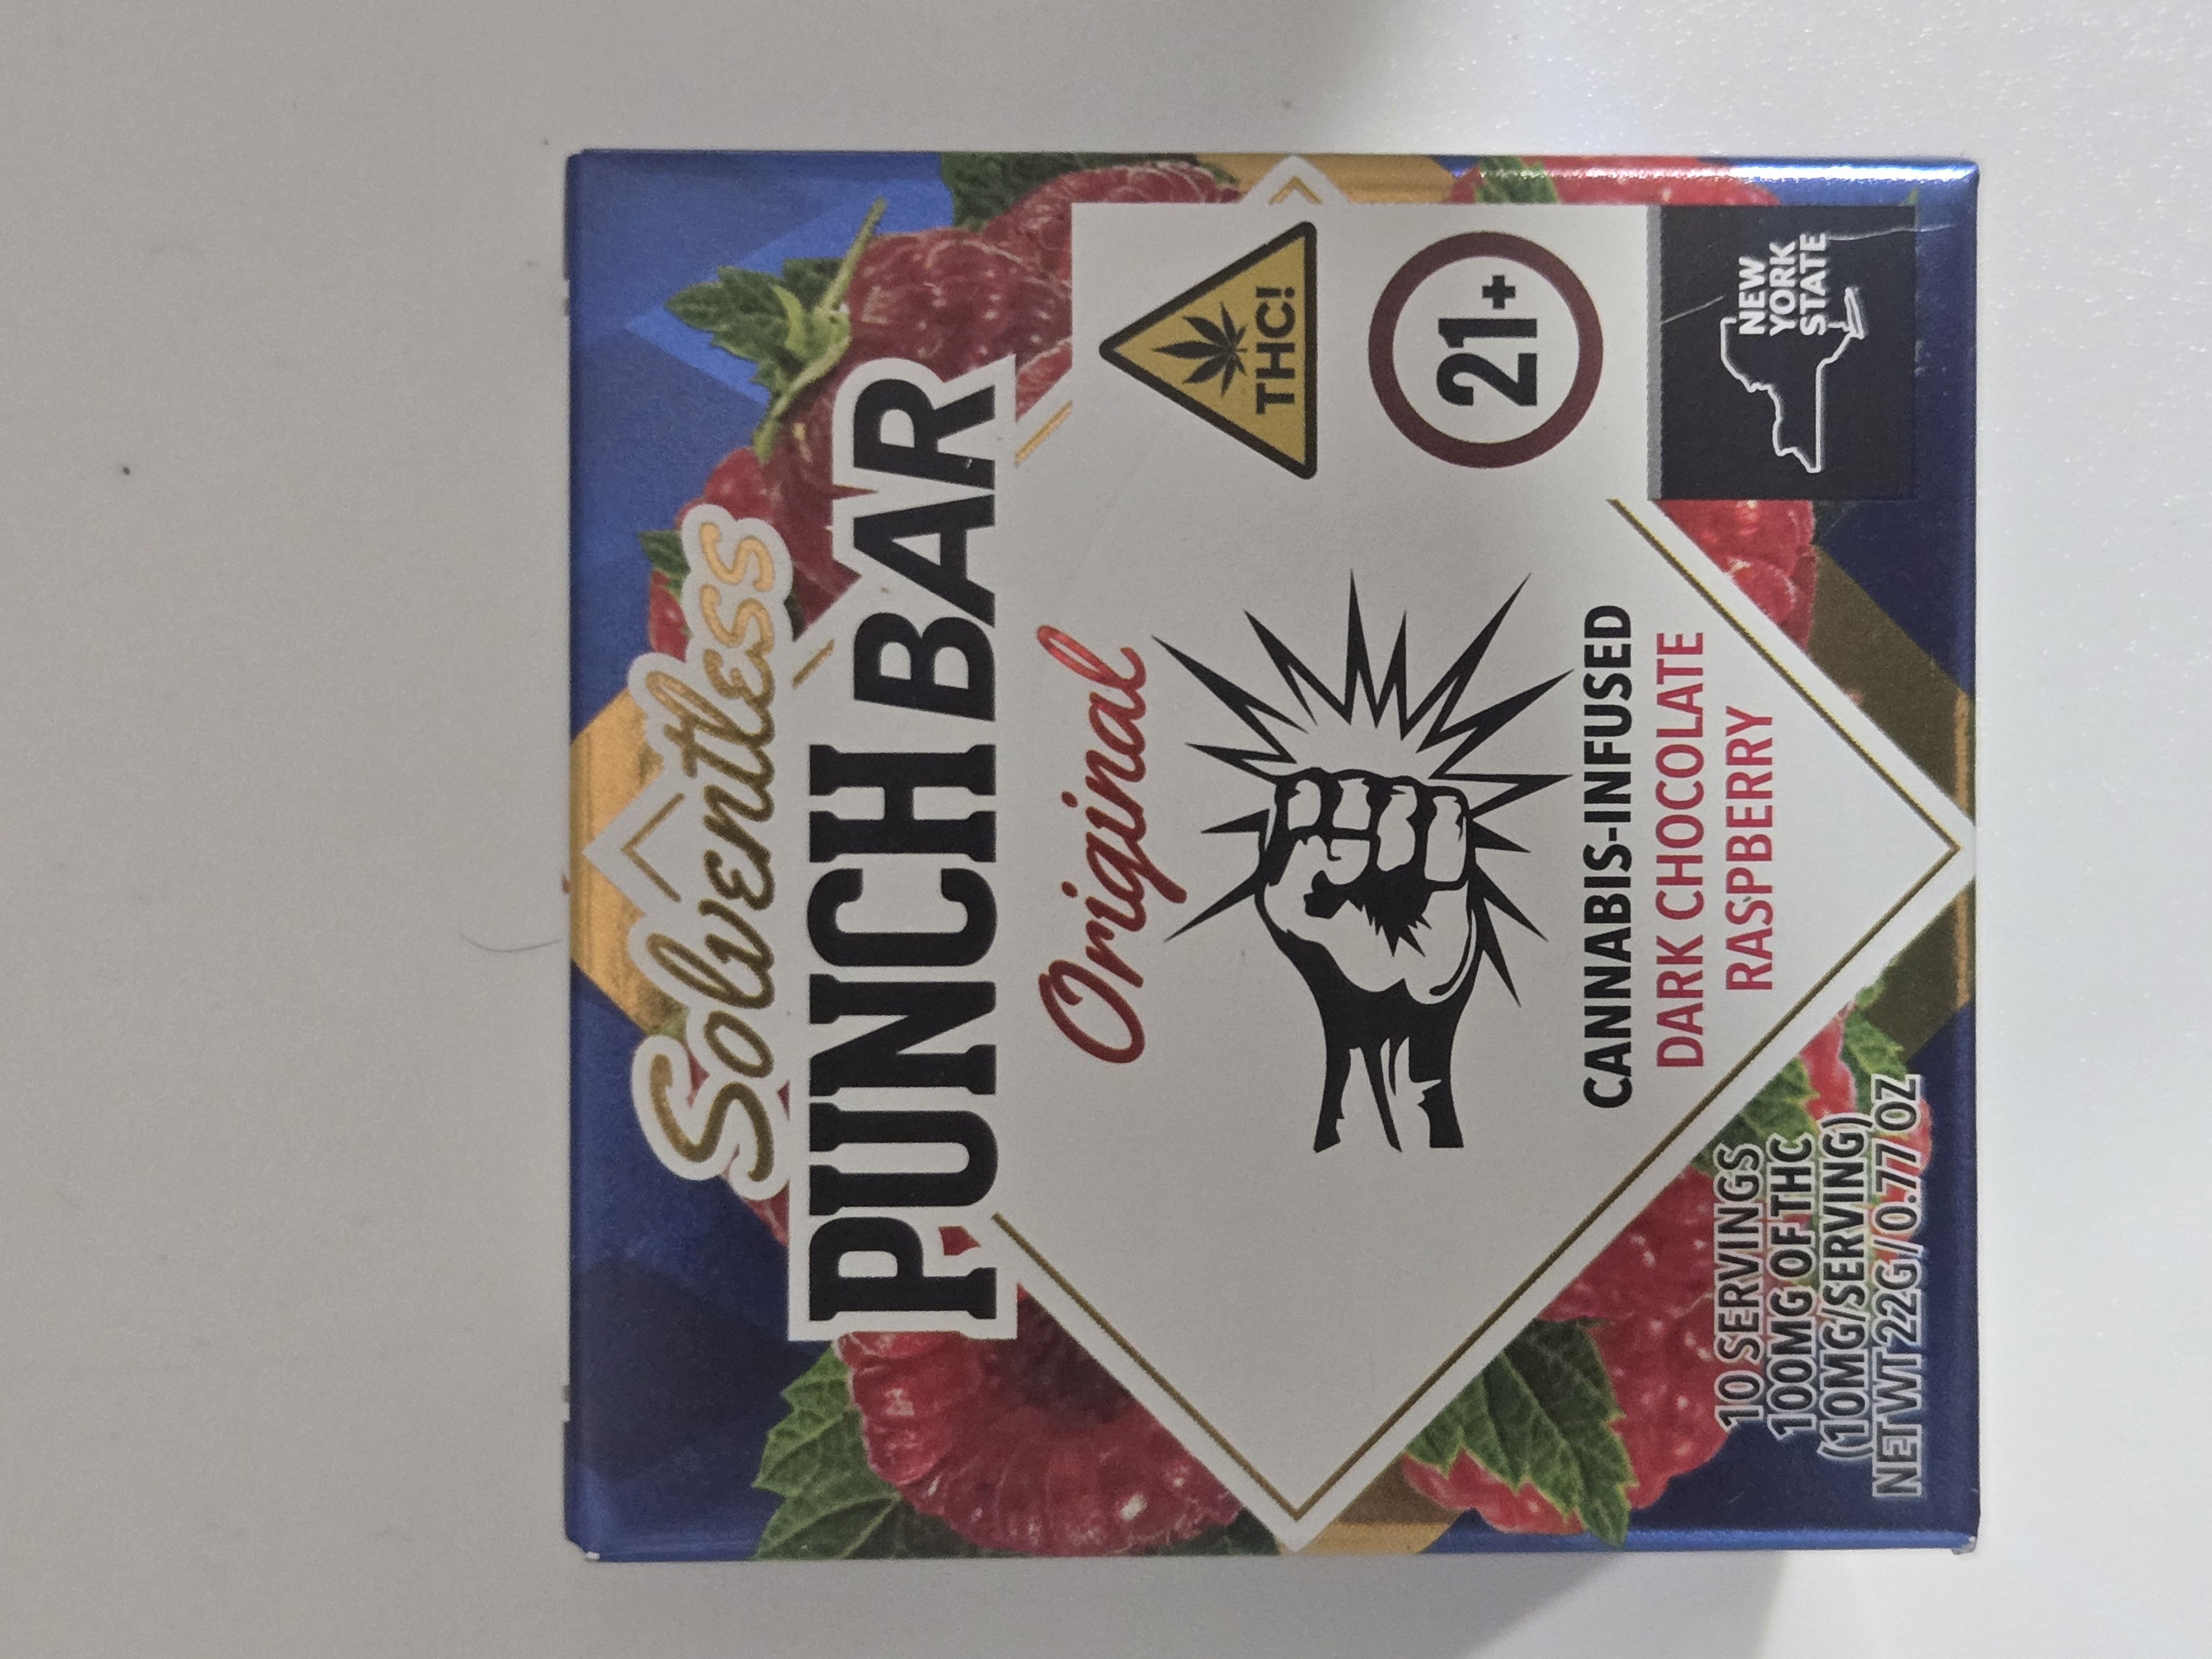 Solventless
PUNCH BAR
Original
THC!
21+
NEW
YORK
STATE
CANNABIS-INFUSED
DARK CHOCOLATE
RASPBERRY
10 SERVINGS
100MG OF THC
(10MG/SERVING)
NET WT 22G/0.77 OZ